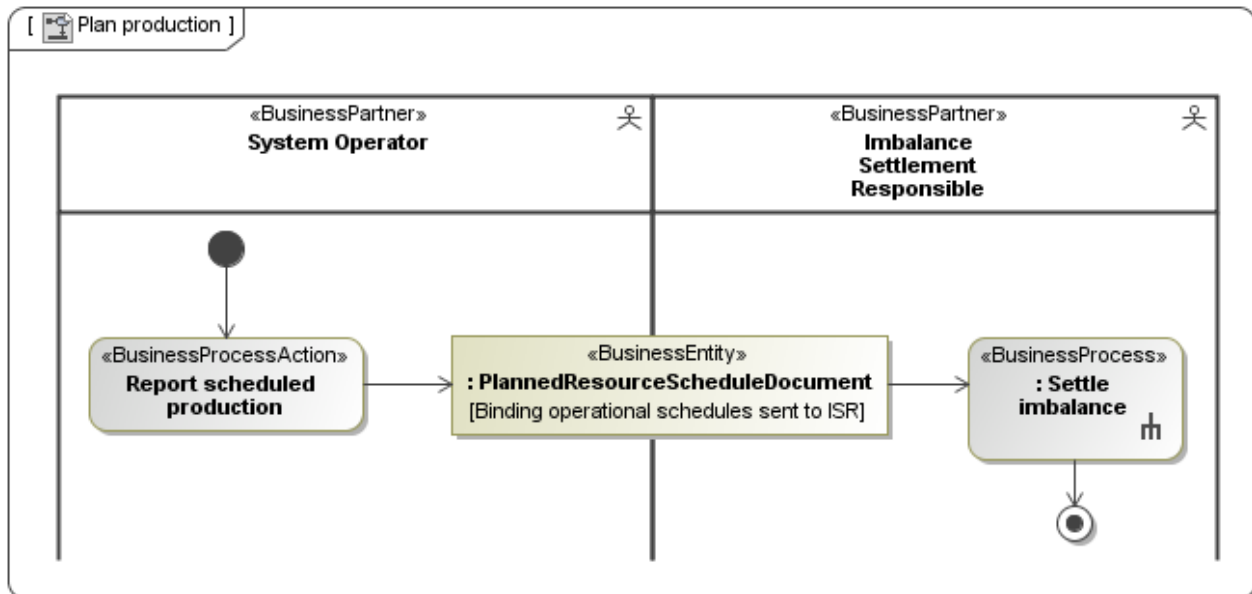 [ Plan production ]
«BusinessPartner»
System Operator
«BusinessPartner»
Imbalance
Settlement
Responsible
«BusinessProcessAction»
Report scheduled
production
«BusinessEntity»
: PlannedResourceScheduleDocument
[Binding operational schedules sent to ISR]
«BusinessProcess»
: Settle
imbalance